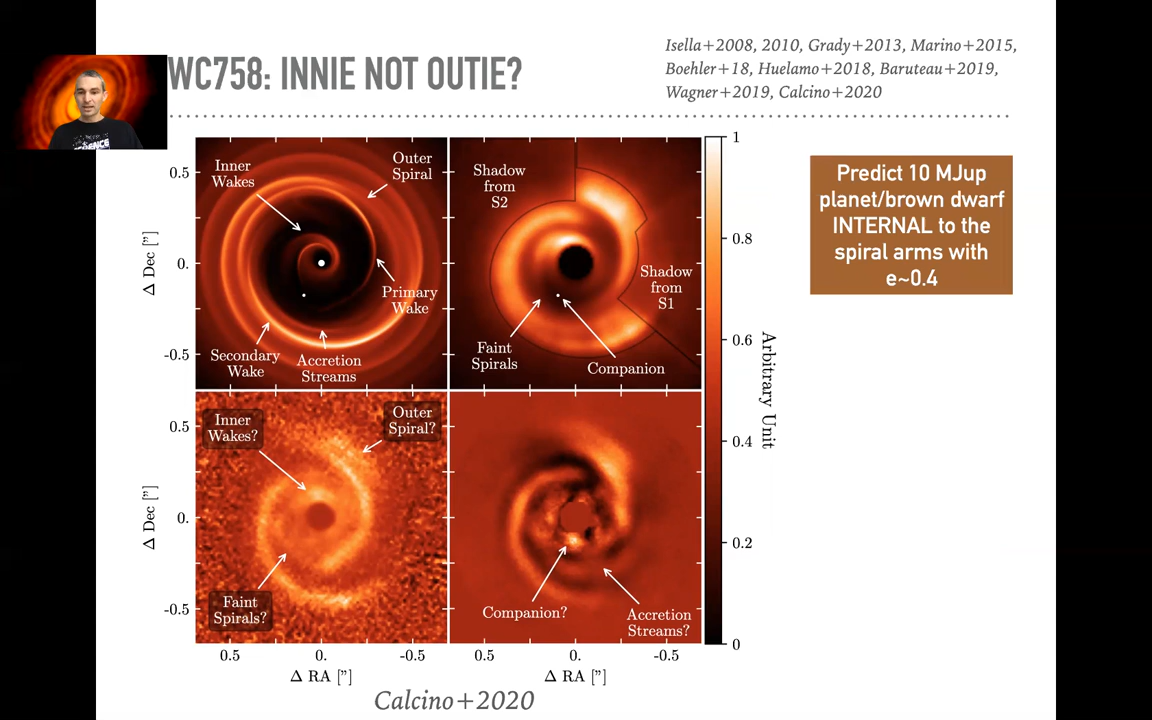 WC758: INNIE NOT OUTIE?
Isella+2008, 2010, Grady+2013, Marino+2015,
Boehler+18, Huelamo+2018, Baruteau+2019,
Wagner+2019, Calcino+2020
Inner
Wakes
Outer
Spiral
Primary
Wake
Secondary
Wake
Accretion
Streams
0.5
0.
-0.5
Δ Dec ["]
Shadow
from
S2
Shadow
from
S1
Faint
Spirals
Companion
1
0.8
0.6
0.4
0.2
0
Arbitrary Unit
Predict 10 MJup
planet/brown dwarf
INTERNAL to the
spiral arms with
e~0.4
Inner
Wakes?
Outer
Spiral?
Faint
Spirals?
0.5
0.
-0.5
Δ Dec ["]
Companion?
Accretion
Streams?
0.5 0. -0.5
Δ RA ["]
0.5 0. -0.5
Δ RA ["]
Calcino+2020